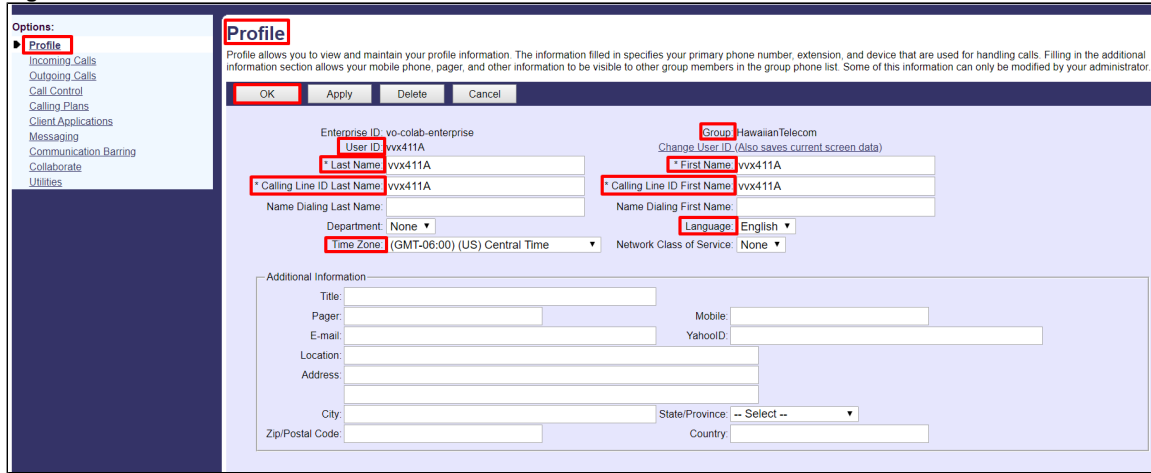 Options:
Profile
Incoming Calls
Outgoing Calls
Call Control
Calling Plans
Client Applications
Messaging
Communication Barring
Collaborate
Utilities
Profile
Profile allows you to view and maintain your profile information. The information filled in specifies your primary phone number, extension, and device that are used for handling calls. Filling in the additional
information section allows your mobile phone, pager, and other information to be visible to other group members in the group phone list. Some of this information can only be modified by your administrator.
OK Apply Delete Cancel
Enterprise ID: vo-colab-enterprise Group: HawaiianTelecom
User ID: vvx411A Change User ID (Also saves current screen data)
* Last Name: vvx411A * First Name: vvx411A
* Calling Line ID Last Name: vvx411A * Calling Line ID First Name: vvx411A
Name Dialing Last Name: Name Dialing First Name:
Department: None Language: English
Time Zone: (GMT-06:00) (US) Central Time Network Class of Service: None
Additional Information
Title:
Pager: Mobile:
E-mail: YahooID:
Location:
Address:
City: State/Province: -- Select --
Zip/Postal Code: Country: